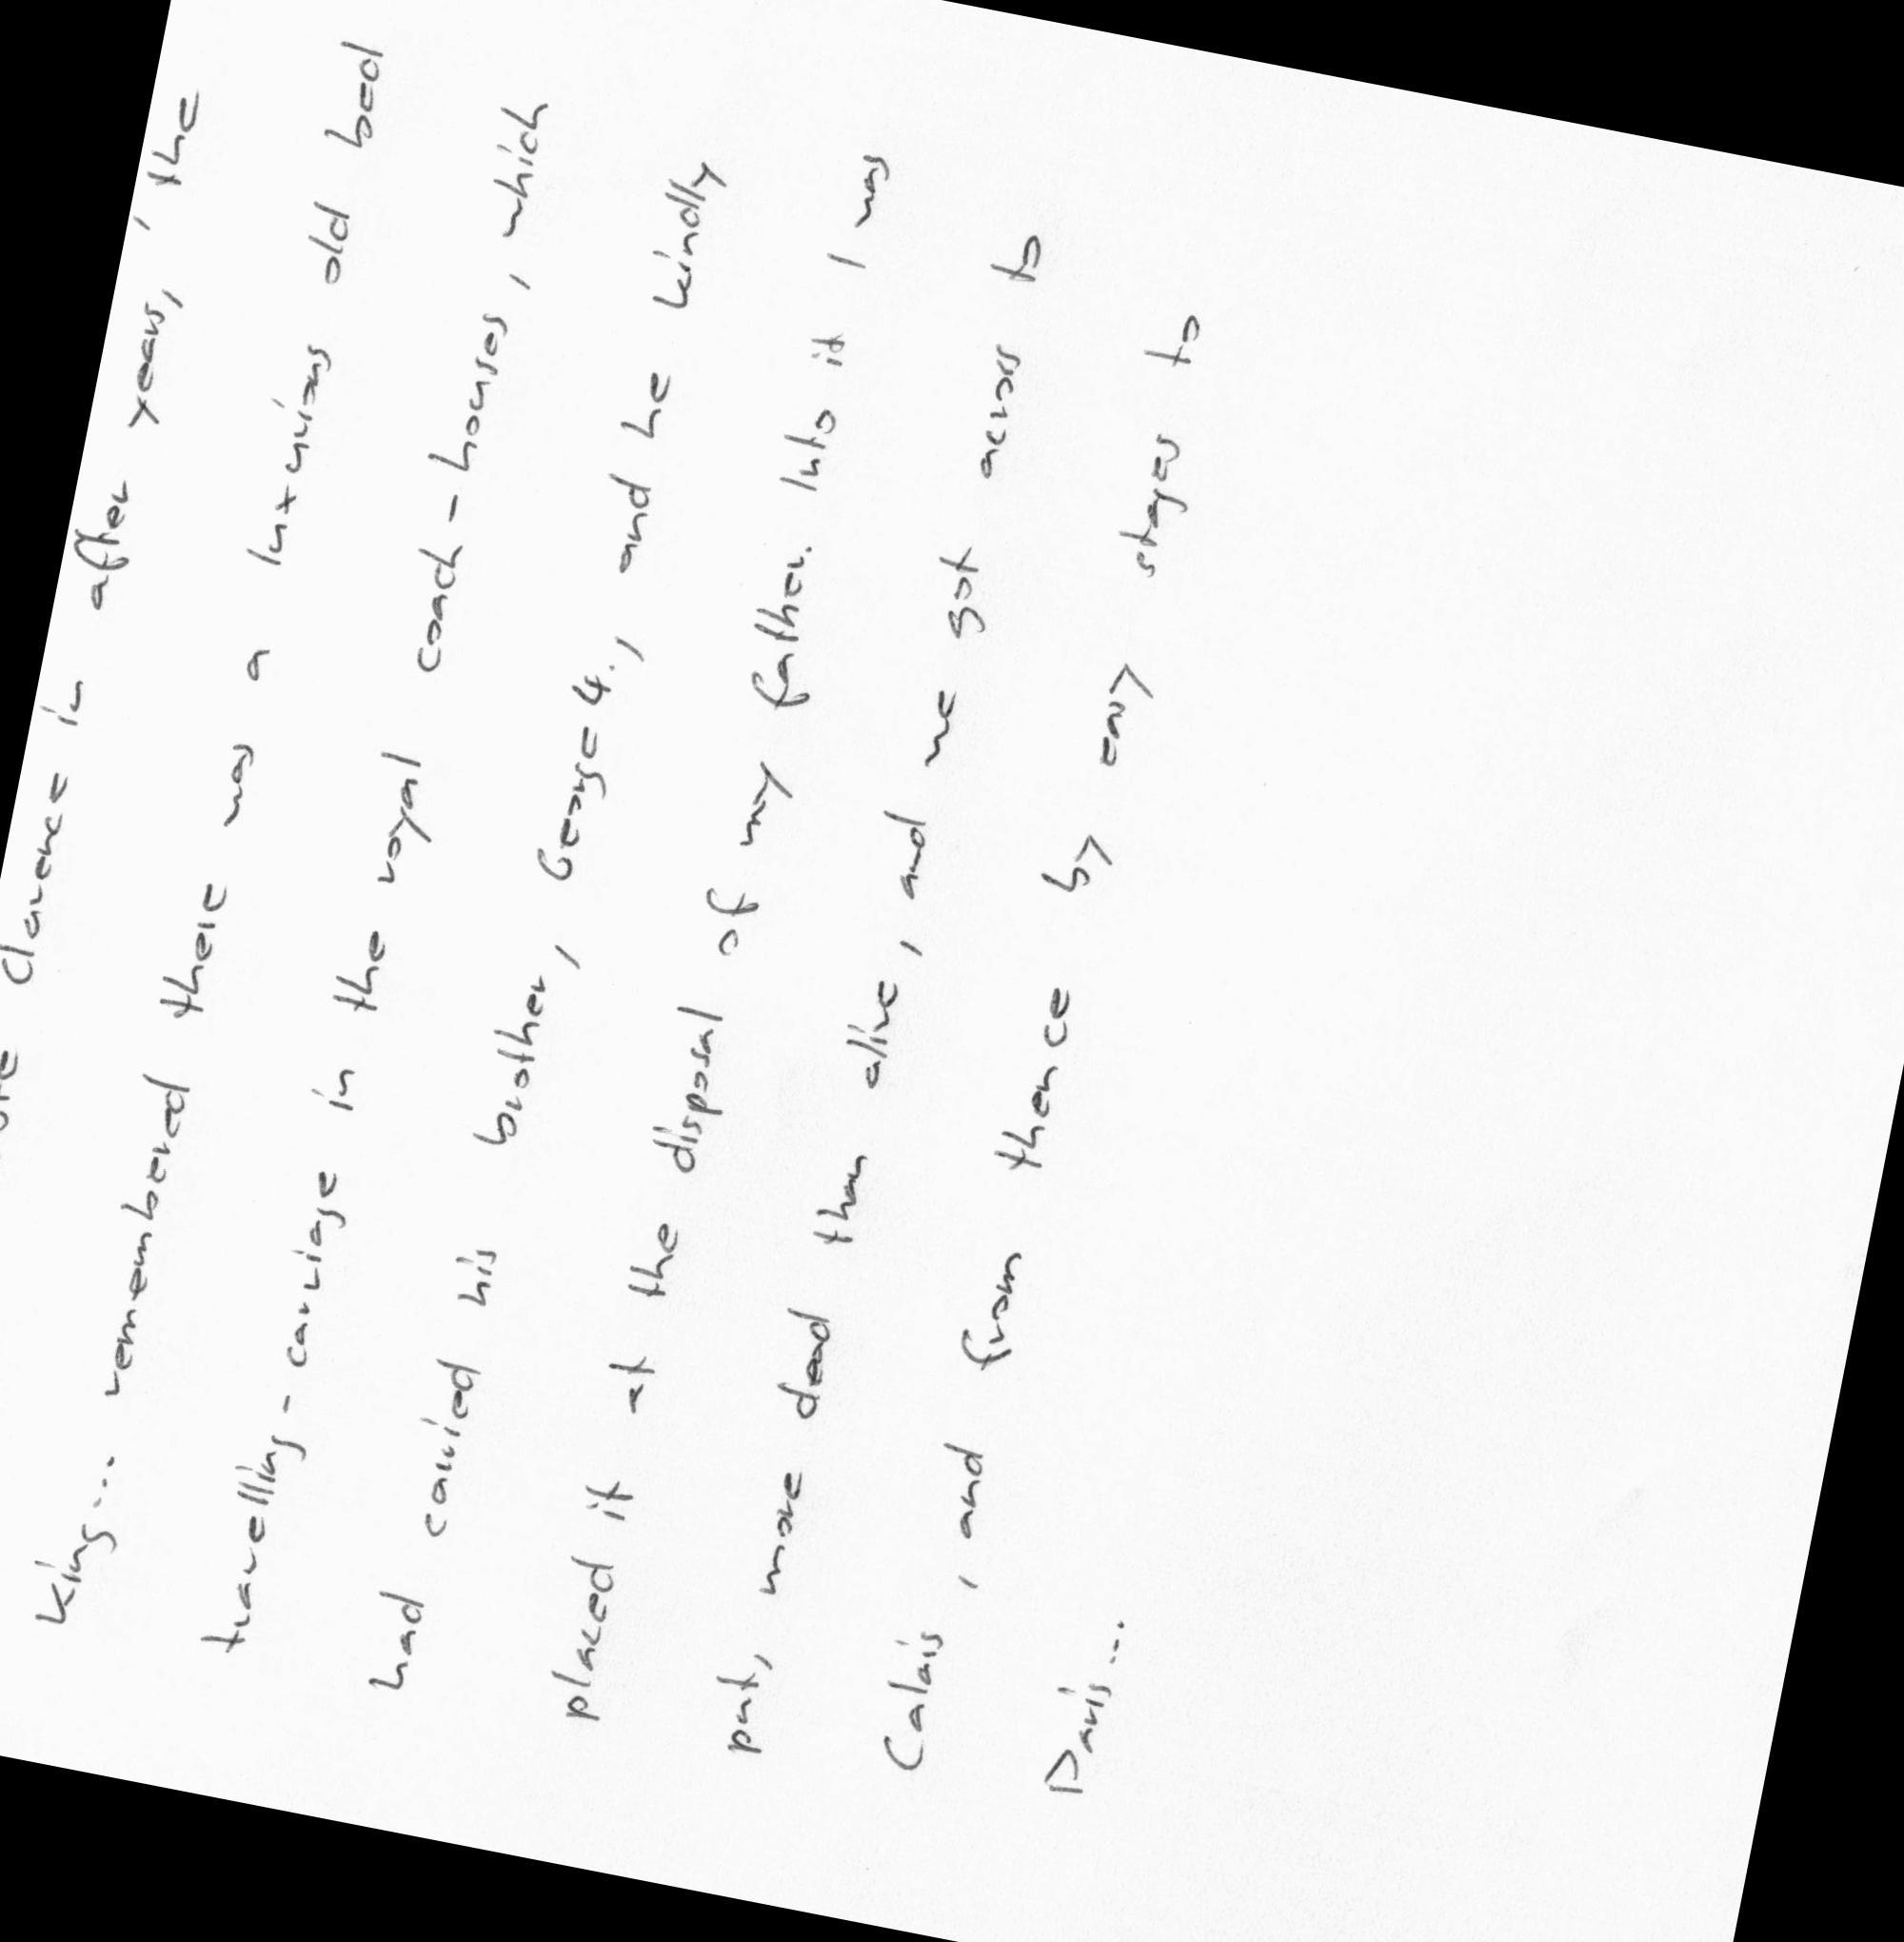 Clarence in after years, ' the
King... remembered there was a luxurious old bed
travelling - carriage in the royal coach - houses, which
had carried his brother, George 4., and he kindly
placed it at the disposal of my father. Into it I was
put, more dead than alive, and we got across to
Calais, and from thence by easy stages to
Paris...